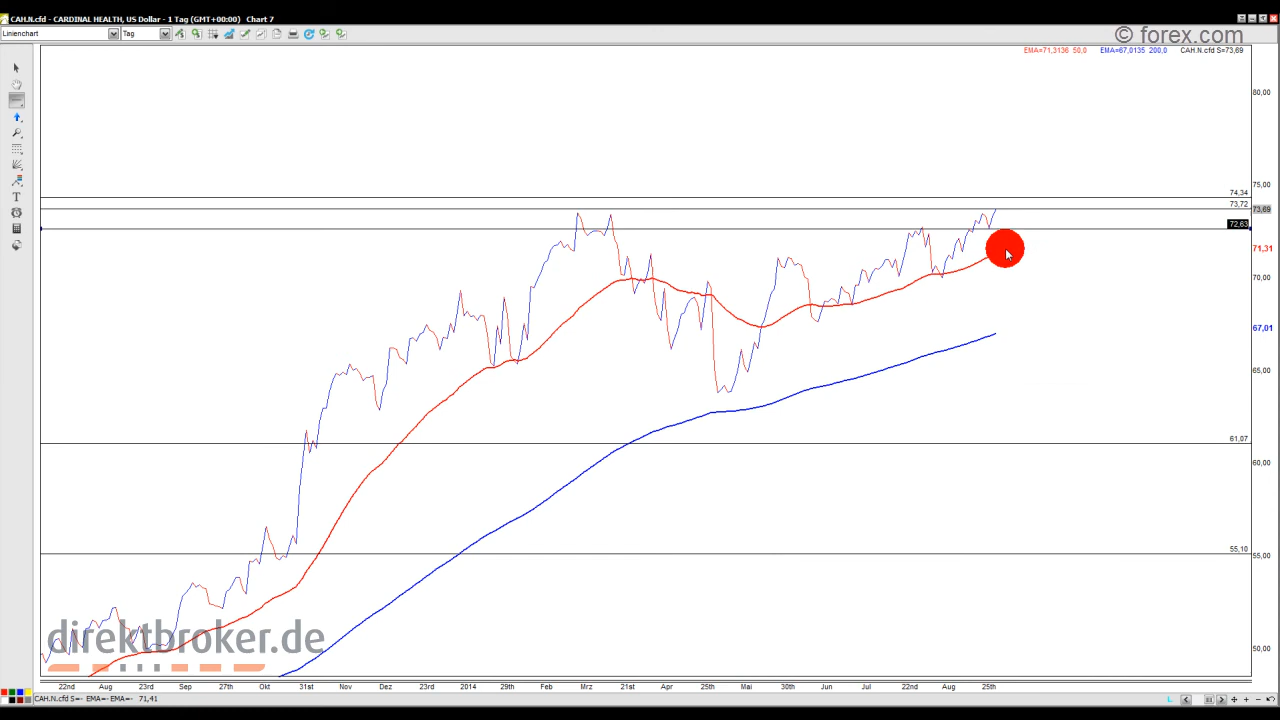 CAH.N.cfd - CARDINAL HEALTH, US Dollar - 1 Tag (GMT+00:00) Chart 7
Linienchart Tag
© forex.com
EMA=71,3136 50,0 EMA=67,0135 200,0 CAH.N.cfd S=73,69
T
80,00
75,00
74,34
73,72
73,69
72,63
71,31
70,00
67,01
65,00
61,07
60,00
55,10
55,00
50,00
direktbroker.de
22nd Aug 23rd Sep 27th Okt 31st Nov Dez 23rd 2014 29th Feb Mrz 21st Apr 25th Mai 30th Jun Jul 22nd Aug 25th
CAH.N.cfd S=- EMA=-EMA=- 71,41
L